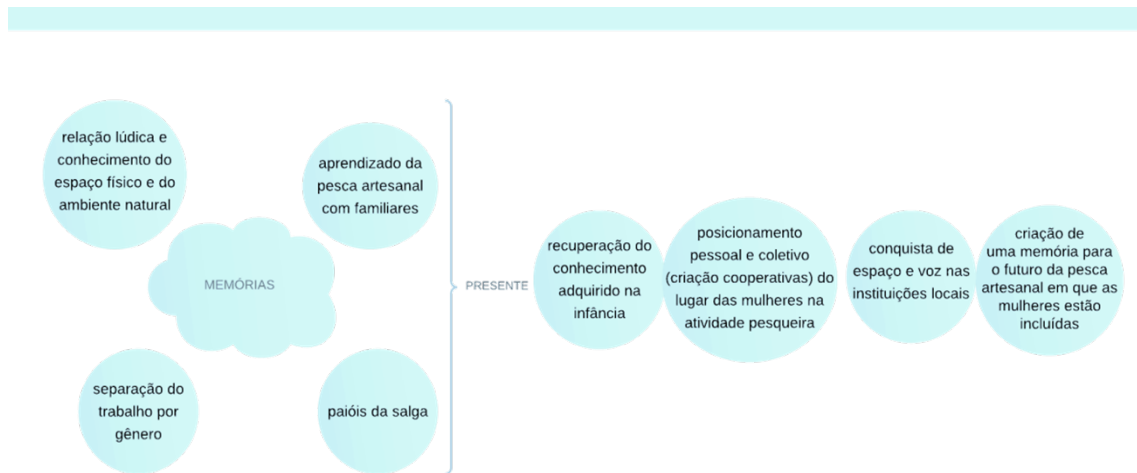 relação lúdica e
conhecimento do
espaço físico e do
ambiente natural
aprendizado da
pesca artesanal
com familiares
MEMÓRIAS
separação do
trabalho por
gênero
paióis da salga
PRESENTE
recuperação do
conhecimento
adquirido na
infância
posicionamento
pessoal e coletivo
(criação cooperativas) do
lugar das mulheres na
atividade pesqueira
conquista de
espaço e voz nas
instituições locais
criação de
uma memória para
o futuro da pesca
artesanal em que as
mulheres estão
incluídas